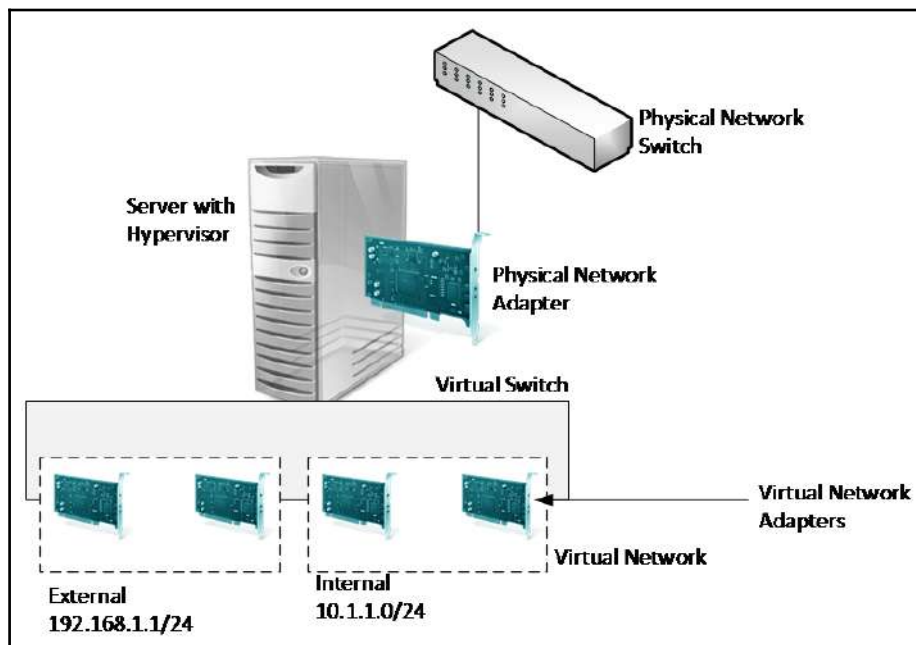 Physical Network
Switch
Server with
Hypervisor
Physical Network
Adapter
Virtual Switch
Virtual Network
Adapters
Virtual Network
External
192.168.1.1/24
Internal
10.1.1.0/24